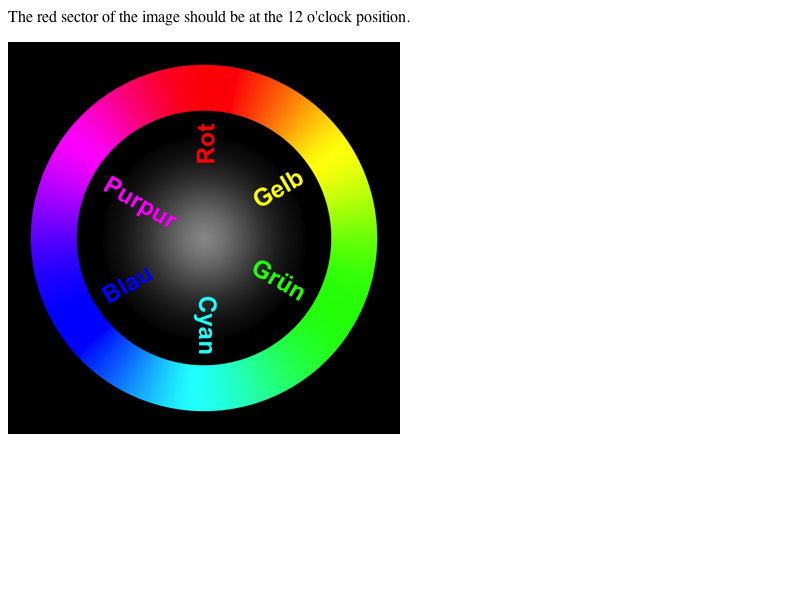 The red sector of the image should be at the 12 o'clock position.
Rot
Gelb
Purpur
Grün
Blau
Cyan